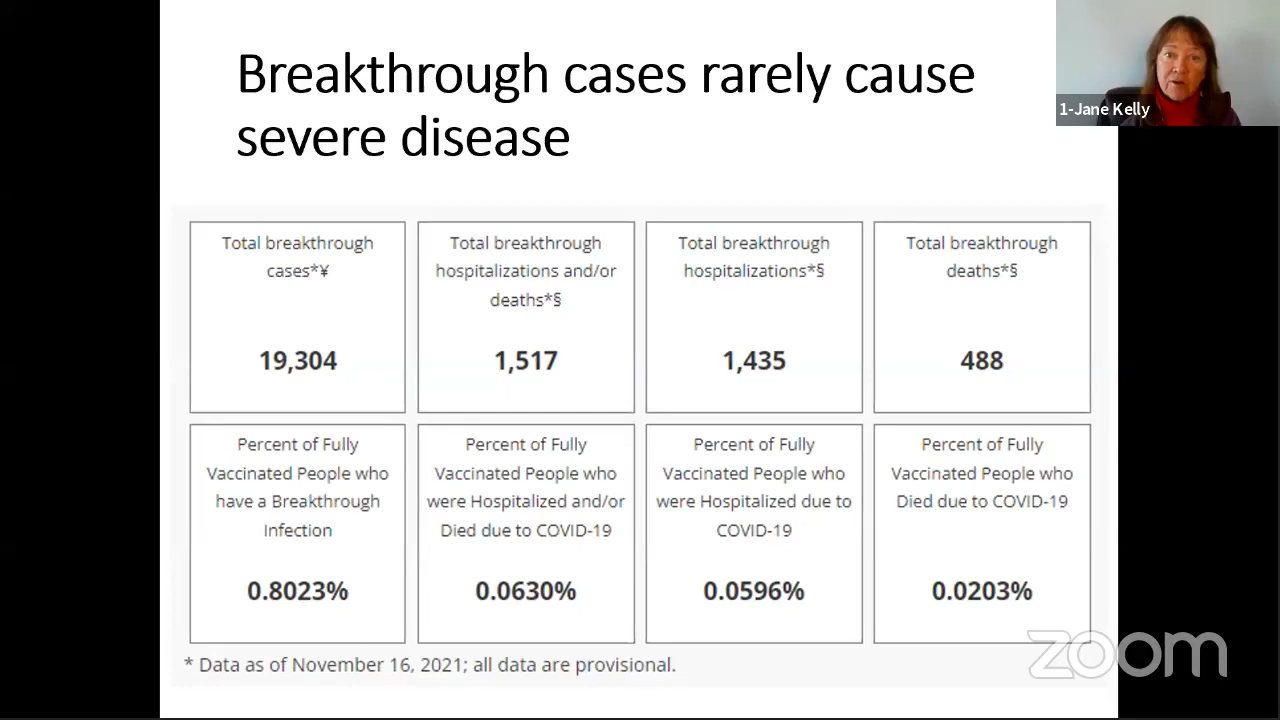 Breakthrough cases rarely cause
severe disease
1-Jane Kelly
Total breakthrough
cases*¥
19,304
Total breakthrough
hospitalizations and/or
deaths*§
1,517
Total breakthrough
hospitalizations*§
1,435
Total breakthrough
deaths*§
488
Percent of Fully
Vaccinated People who
have a Breakthrough
Infection
0.8023%
Percent of Fully
Vaccinated People who
were Hospitalized and/or
Died due to COVID-19
0.0630%
Percent of Fully
Vaccinated People who
were Hospitalized due to
COVID-19
0.0596%
Percent of Fully
Vaccinated People who
Died due to COVID-19
0.0203%
* Data as of November 16, 2021; all data are provisional.
zoom